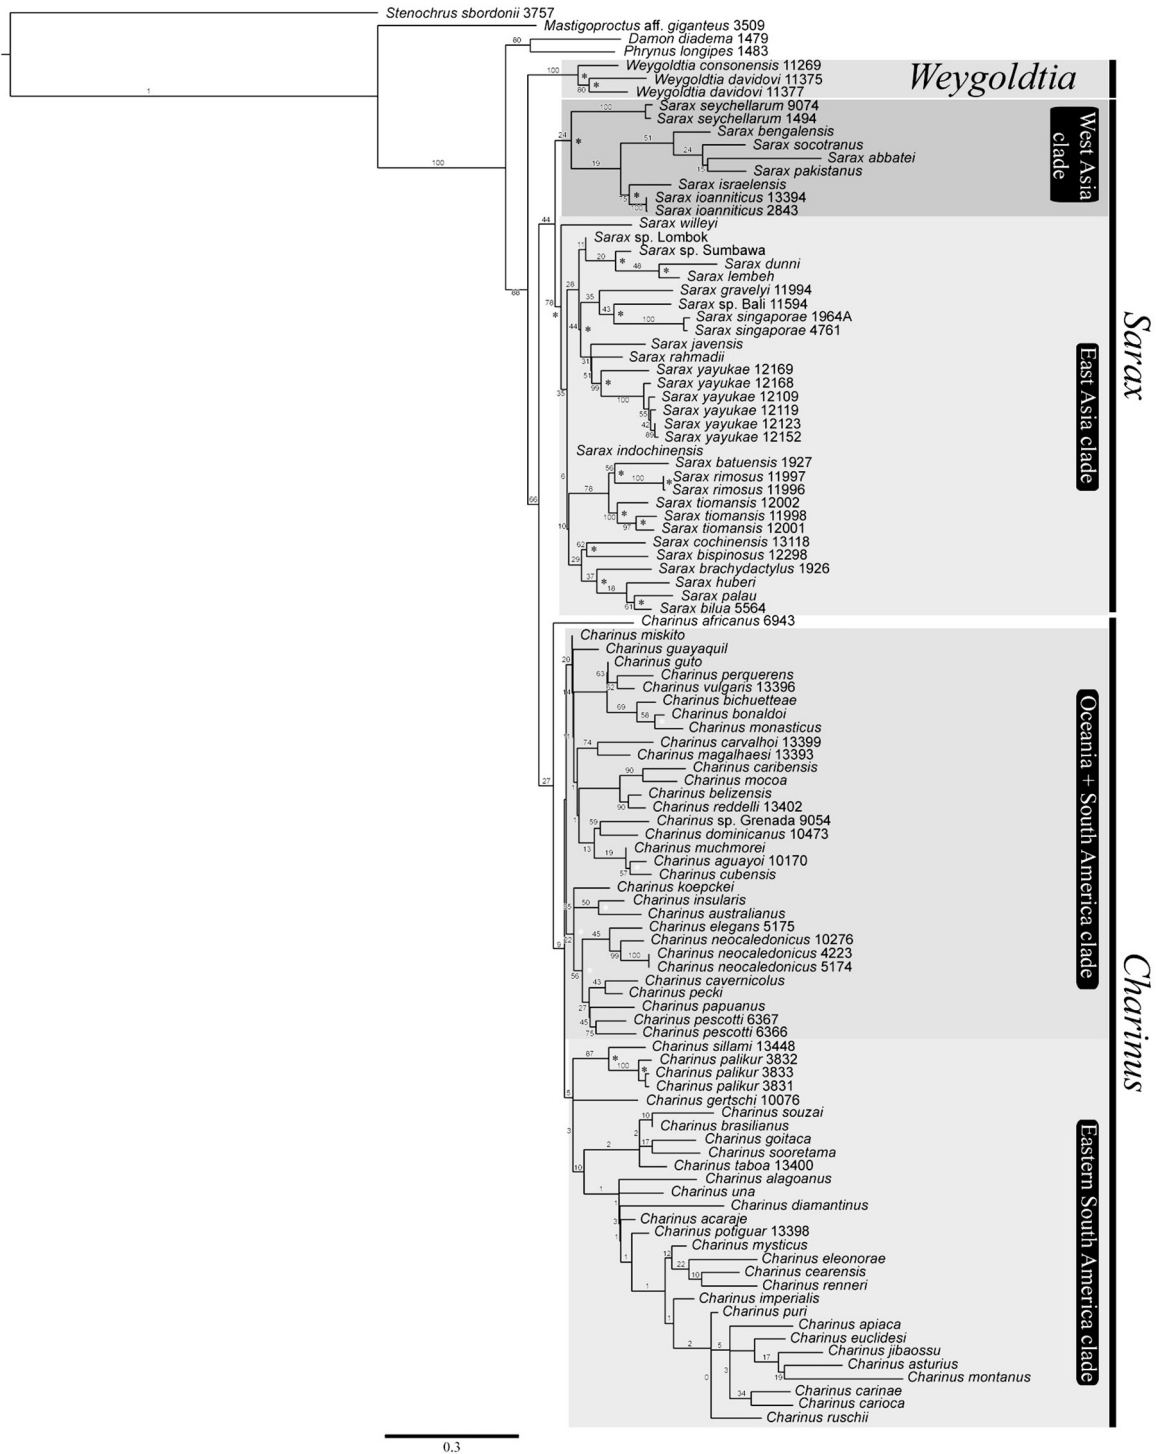 Stenochrus sbordonii 3757
Mastigoproctus aff. giganteus 3509
Damon diadema 1479
Phrynus longipes 1483
Weygoldtia consonensis 11269
Weygoldtia davidovi 11375
Weygoldtia davidovi 11377
Weygoldtia
Sarax seychellarum 9074
Sarax seychellarum 1494
Sarax bengalensis
Sarax socotranus
Sarax abbatei
Sarax pakistanus
Sarax israelensis
Sarax ioanniticus 13394
Sarax ioanniticus 2843
West Asia
clade
Sarax willeyi
Sarax sp. Lombok
Sarax sp. Sumbawa
Sarax dunni
Sarax lembeh
Sarax gravelyi 11994
Sarax sp. Bali 11594
Sarax singaporae 1964A
Sarax singaporae 4761
Sarax javensis
Sarax rahmadii
Sarax yayukae 12169
Sarax yayukae 12168
Sarax yayukae 12109
Sarax yayukae 12119
Sarax yayukae 12123
Sarax yayukae 12152
Sarax indochinensis
Sarax batuensis 1927
Sarax rimosus 11997
Sarax rimosus 11996
Sarax tiomansis 12002
Sarax tiomansis 11998
Sarax tiomansis 12001
Sarax cochinensis 13118
Sarax bispinosus 12298
Sarax brachydactylus 1926
Sarax huberi
Sarax palau
Sarax bilua 5564
East Asia clade
Sarax
Charinus africanus 6943
Charinus miskito
Charinus guayaquil
Charinus guto
Charinus perquerens
Charinus vulgaris 13396
Charinus bichuetteae
Charinus bonaldoi
Charinus monasticus
Charinus carvalhoi 13399
Charinus magalhaesi 13393
Charinus caribensis
Charinus mocoa
Charinus belizensis
Charinus reddelli 13402
Charinus sp. Grenada 9054
Charinus dominicanus 10473
Charinus muchmorei
Charinus aguayoi 10170
Charinus cubensis
Charinus koepckei
Charinus insularis
Charinus australianus
Charinus elegans 5175
Charinus neocaledonicus 10276
Charinus neocaledonicus 4223
Charinus neocaledonicus 5174
Charinus cavernicolus
Charinus pecki
Charinus papuanus
Charinus pescotti 6367
Charinus pescotti 6366
Oceania + South America clade
Charinus sillami 13448
Charinus palikur 3832
Charinus palikur 3833
Charinus palikur 3831
Charinus gertschi 10076
Charinus souzai
Charinus brasilianus
Charinus goitaca
Charinus sooretama
Charinus taboa 13400
Charinus alagoanus
Charinus una
Charinus diamantinus
Charinus acaraje
Charinus potiguar 13398
Charinus mysticus
Charinus eleonorae
Charinus cearensis
Charinus renneri
Charinus imperialis
Charinus puri
Charinus apiaca
Charinus euclidesi
Charinus jibaossu
Charinus asturius
Charinus montanus
Charinus carinae
Charinus carioca
Charinus ruschii
Eastern South America clade
Charinus
0.3